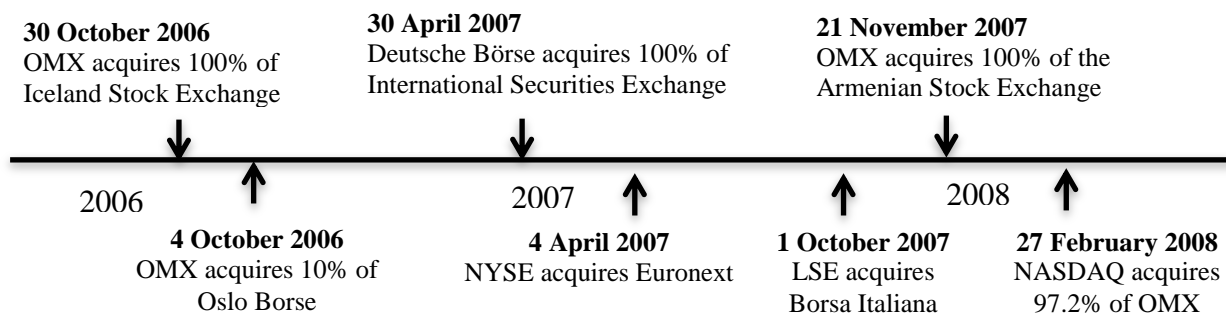 30 October 2006
OMX acquires 100% of
Iceland Stock Exchange
30 April 2007
Deutsche Börse acquires 100% of
International Securities Exchange
21 November 2007
OMX acquires 100% of the
Armenian Stock Exchange
2006
2007
2008
4 October 2006
OMX acquires 10% of
Oslo Borse
4 April 2007
NYSE acquires Euronext
1 October 2007
LSE acquires
Borsa Italiana
27 February 2008
NASDAQ acquires
97.2% of OMX